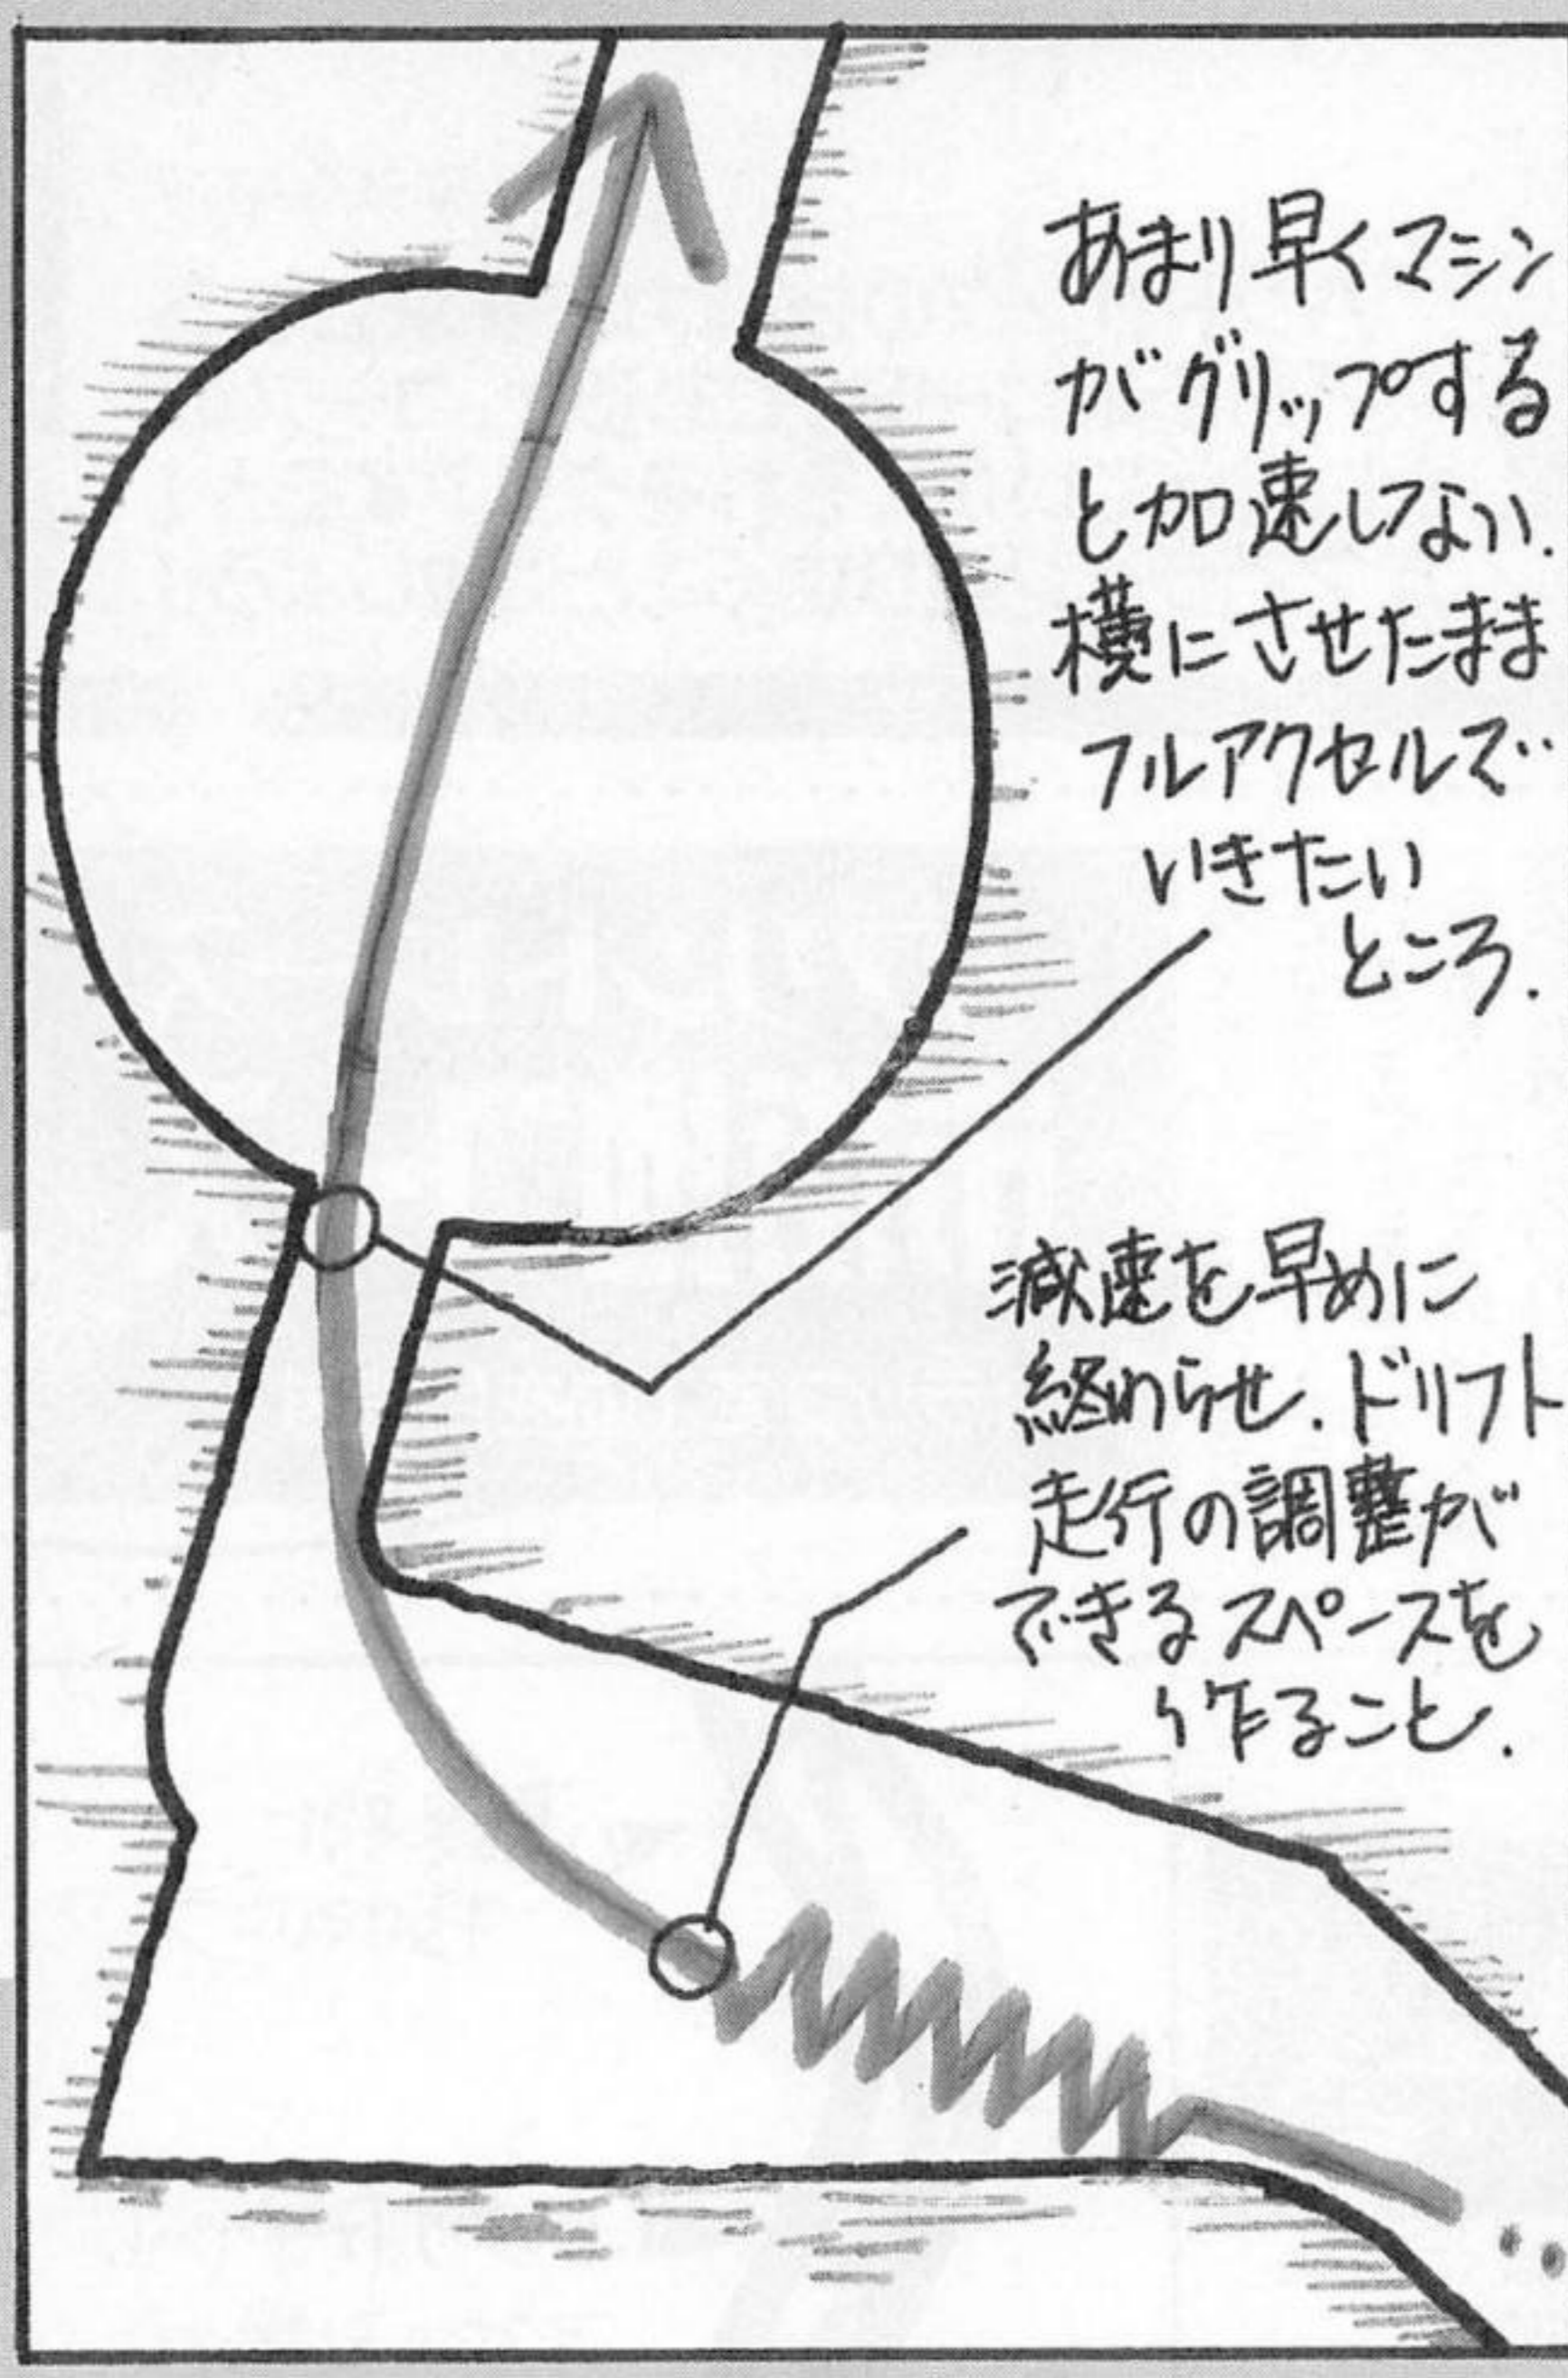 あまり早くマシン
がグリップする
と加速しない.
横にさせたまま
フルアクセルで
いきたい
ところ.
減速を早めに
終わらせ.ドリフト
走行の調整が
できるスペースを
作ること.